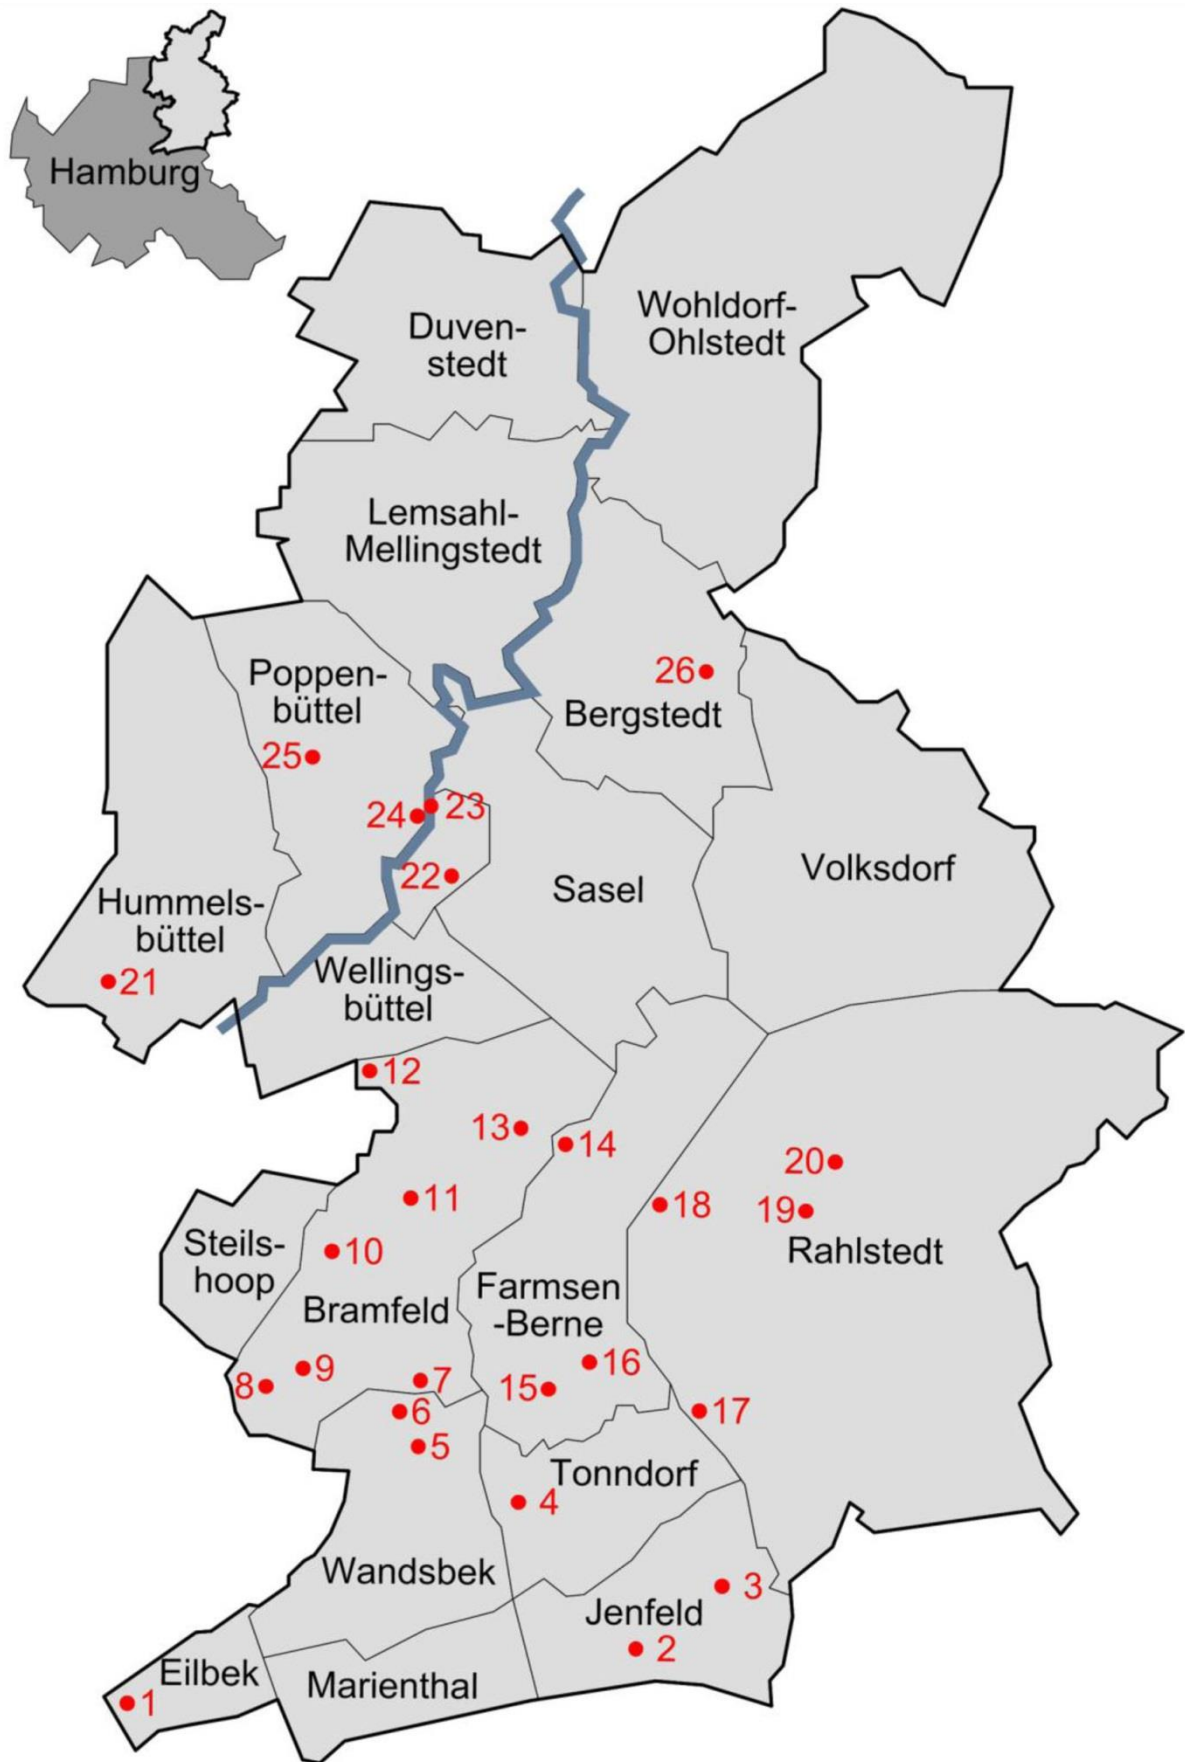 Hamburg
Duven-
stedt
Wohldorf-
Ohlstedt
Lemsahl-
Mellingstedt
Poppen-
büttel
26
Bergstedt
25
24
23
22
Volksdorf
Sasel
Hummels-
büttel
21
Wellings-
büttel
12
13
14
20
11
18
19
Rahlstedt
Steils-
hoop
10
Bramfeld
Farmsen
-Berne
9
8
7
16
15
6
17
5
Tonndorf
4
Wandsbek
3
Jenfeld
2
Eilbek
Marienthal
1